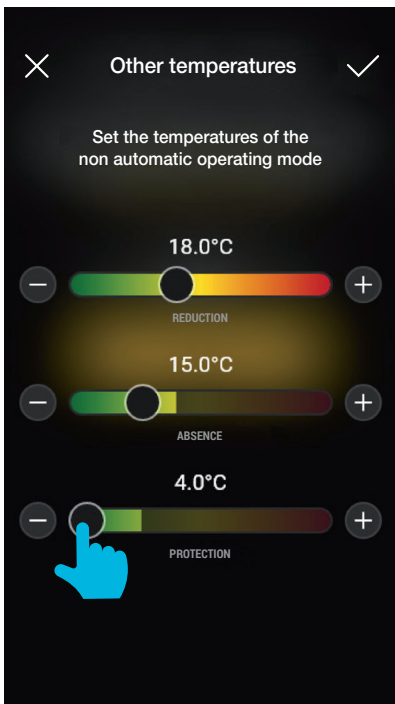 Other temperatures
Set the temperatures of the
non automatic operating mode
18.0°C
REDUCTION
15.0°C
ABSENCE
4.0°C
PROTECTION